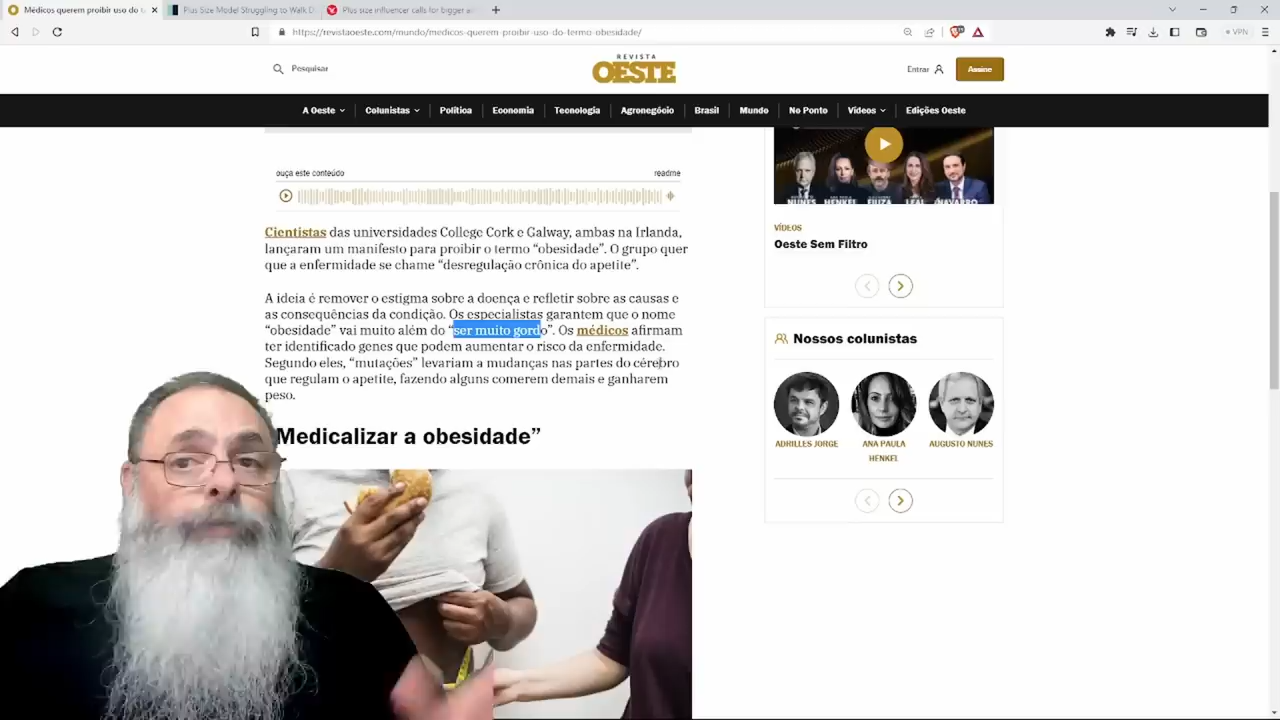 Médicos querem proibir uso do t
Plus Size Model Struggling to Walk D
Plus size influencer calls for bigger a
https://revistaoeste.com/mundo/medicos-querem-proibir-uso-do-termo-obesidade/
VPN
Pesquisar
REVISTA
OESTE
Entrar
Assine
A Oeste
Colunistas
Política
Economia
Tecnologia
Agronegócio
Brasil
Mundo
No Ponto
Vídeos
Edições Oeste
ouça este conteúdo
readme
Cientistas das universidades College Cork e Galway, ambas na Irlanda,
lançaram um manifesto para proibir o termo “obesidade”. O grupo quer
que a enfermidade se chame “desregulação crônica do apetite”.
A ideia é remover o estigma sobre a doença e refletir sobre as causas e
as consequências da condição. Os especialistas garantem que o nome
“obesidade” vai muito além do “ser muito gordo”. Os médicos afirmam
ter identificado genes que podem aumentar o risco da enfermidade.
Segundo eles, “mutações” levariam a mudanças nas partes do cérebro
que regulam o apetite, fazendo alguns comerem demais e ganharem
peso.
Medicalizar a obesidade”
NUNES HENKEL FIUZA LEAL NAVARRO
VÍDEOS
Oeste Sem Filtro
Nossos colunistas
ADRILLES JORGE
ANA PAULA
HENKEL
AUGUSTO NUNES